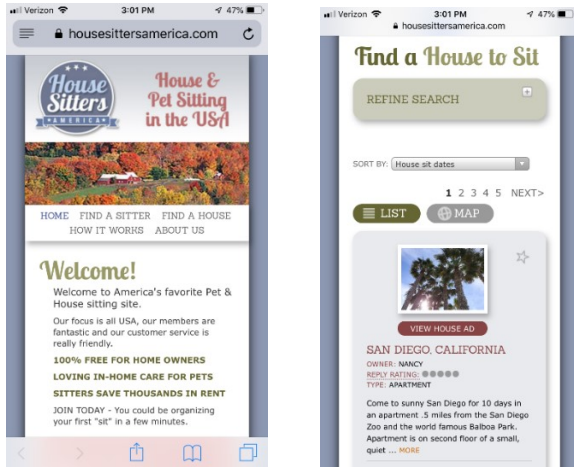 Verizon 3:01 PM 47%
housesittersamerica.com
House
Sitters
AMERICA
House &
Pet Sitting
in the USA
HOME FIND A SITTER FIND A HOUSE
HOW IT WORKS ABOUT US
Welcome!
Welcome to America's favorite Pet &
House sitting site.
Our focus is all USA, our members are
fantastic and our customer service is
really friendly.
100% FREE FOR HOME OWNERS
LOVING IN-HOME CARE FOR PETS
SITTERS SAVE THOUSANDS IN RENT
JOIN TODAY - You could be organizing
your first "sit" in a few minutes.
Verizon 3:01 PM 47%
housesittersamerica.com
Find a House to Sit
REFINE SEARCH
SORT BY: House sit dates
1 2 3 4 5 NEXT>
LIST MAP
VIEW HOUSE AD
SAN DIEGO, CALIFORNIA
OWNER: NANCY
REPLY RATING:
TYPE: APARTMENT
Come to sunny San Diego for 10 days in
an apartment .5 miles from the San Diego
Zoo and the world famous Balboa Park.
Apartment is on second floor of a small,
quiet ... MORE